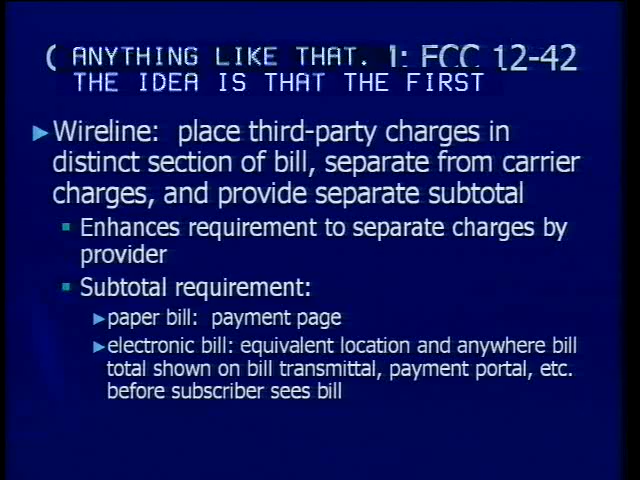 ( ANYTHING LIKE THAT. : FCC 12-42
THE IDEA IS THAT THE FIRST
►Wireline: place third-party charges in
distinct section of bill, separate from carrier
charges, and provide separate subtotal
▪ Enhances requirement to separate charges by
provider
▪ Subtotal requirement:
►paper bill: payment page
►electronic bill: equivalent location and anywhere bill
total shown on bill transmittal, payment portal, etc.
before subscriber sees bill